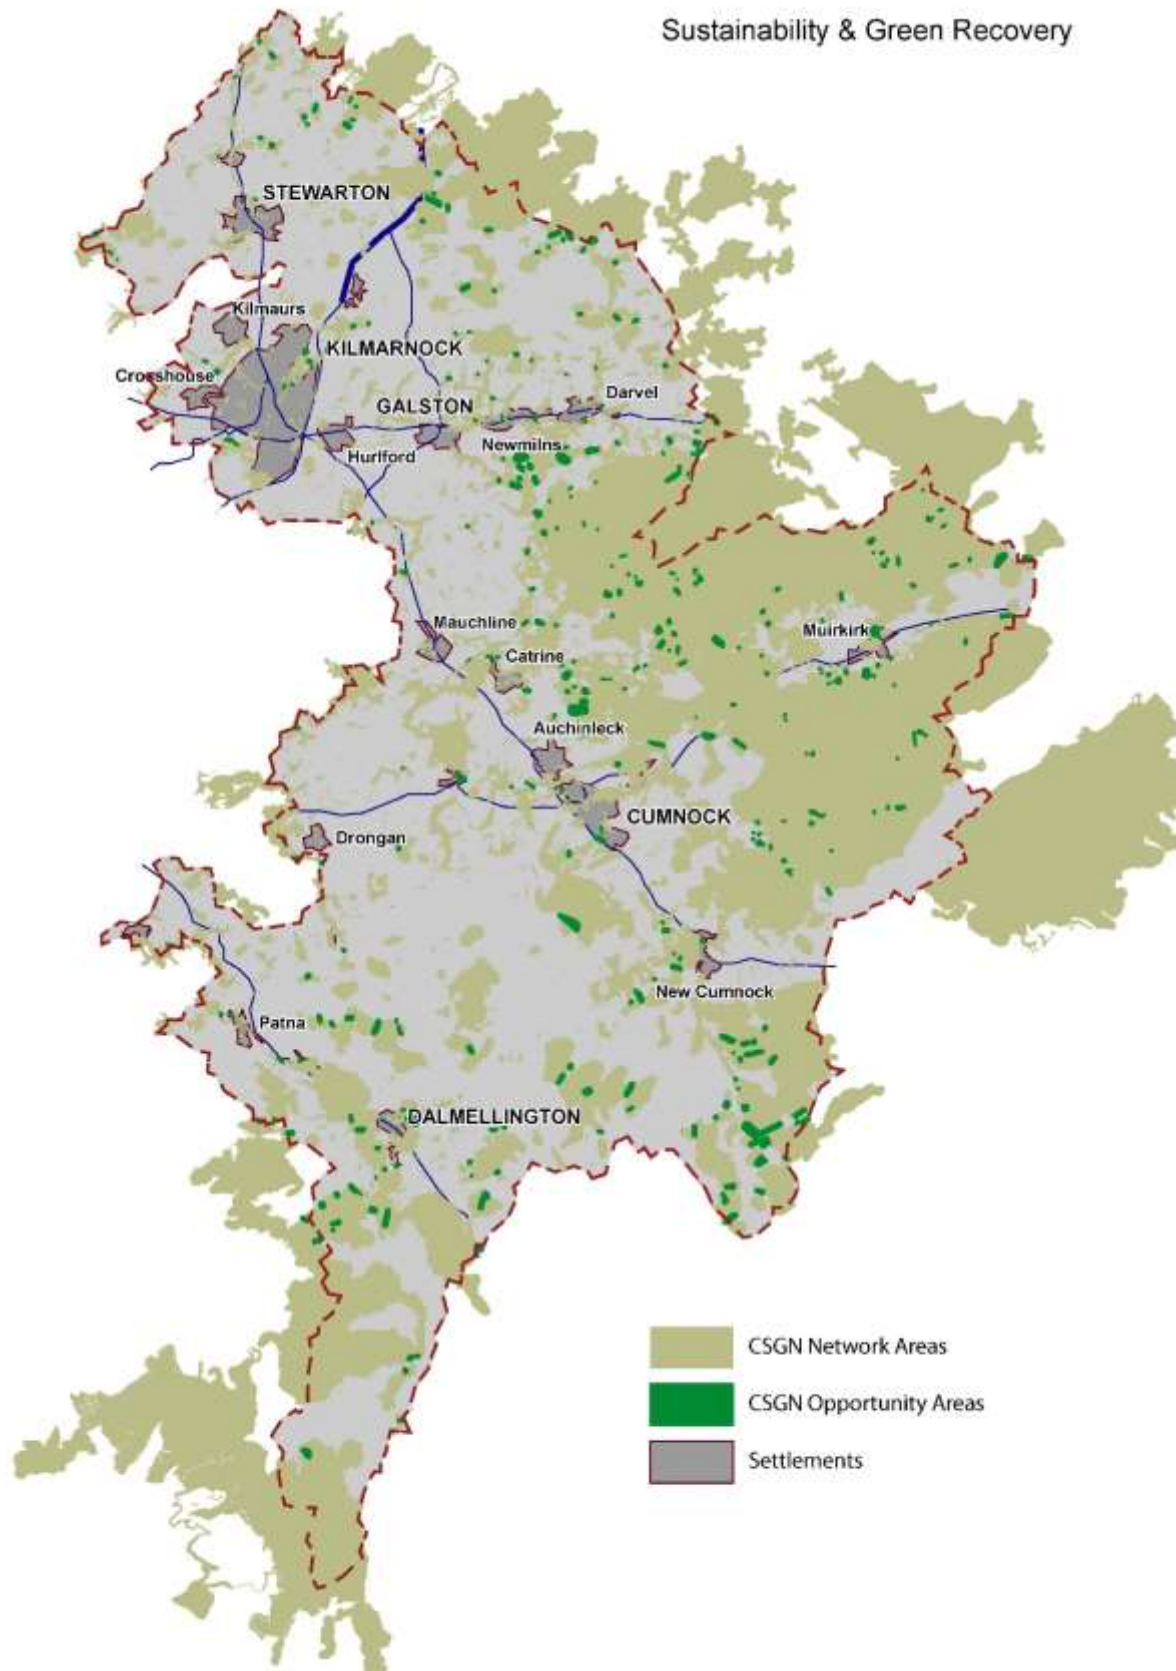 Sustainability & Green Recovery
STEWARTON
Kilmaurs
KILMARNOCK
Crosshouse
Darvel
GALSTON
Newmilns
Hurlford
Mauchline
Muirkirk
Catrine
Auchinleck
CUMNOCK
Drongan
New Cumnock
Patna
DALMELLINGTON
CSGN Network Areas
CSGN Opportunity Areas
Settlements